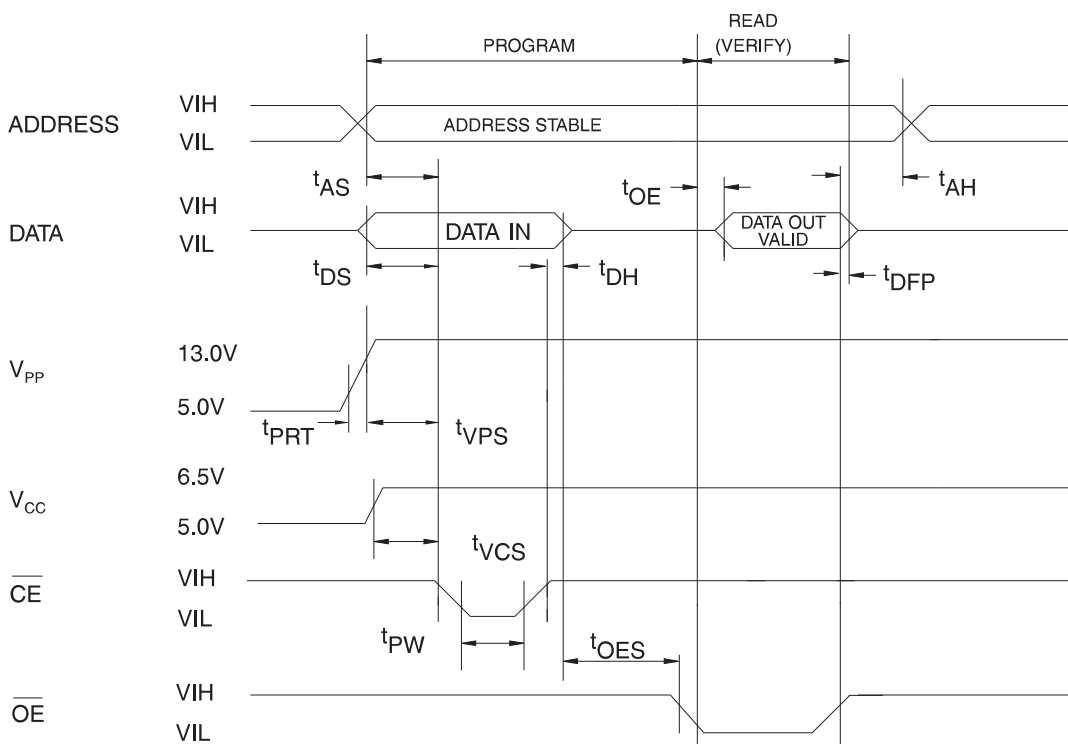 READ
PROGRAM (VERIFY)
ADDRESS VIH
VIL ADDRESS STABLE
tAS tOE tAH
DATA VIH
VIL DATA IN DATA OUT
VALID
tDS tDH tDFP
VPP 13.0V
5.0V
tPRT tVPS
VCC 6.5V
5.0V
tVCS
CE VIH
VIL
tPW tOES
OE VIH
VIL